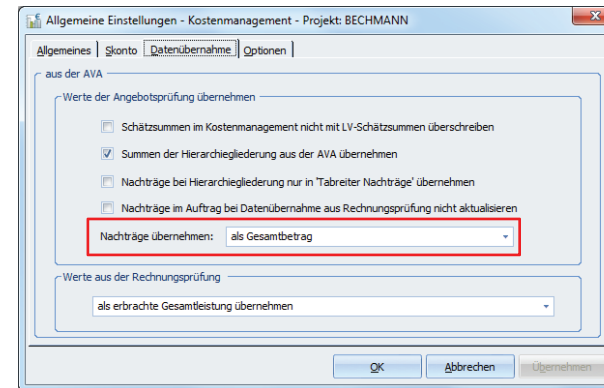 Allgemeine Einstellungen - Kostenmanagement - Projekt: BECHMANN
Allgemeines Skonto Datenübernahme Optionen
aus der AVA
Werte der Angebotsprüfung übernehmen
Schätzsummen im Kostenmanagement nicht mit LV-Schätzsummen überschreiben
Summen der Hierarchiegliederung aus der AVA übernehmen
Nachträge bei Hierarchiegliederung nur in 'Tabreiter Nachträge' übernehmen
Nachträge im Auftrag bei Datenübernahme aus Rechnungsprüfung nicht aktualisieren
Nachträge übernehmen: als Gesamtbetrag
Werte aus der Rechnungsprüfung
als erbrachte Gesamtleistung übernehmen
OK Abbrechen Übernehmen